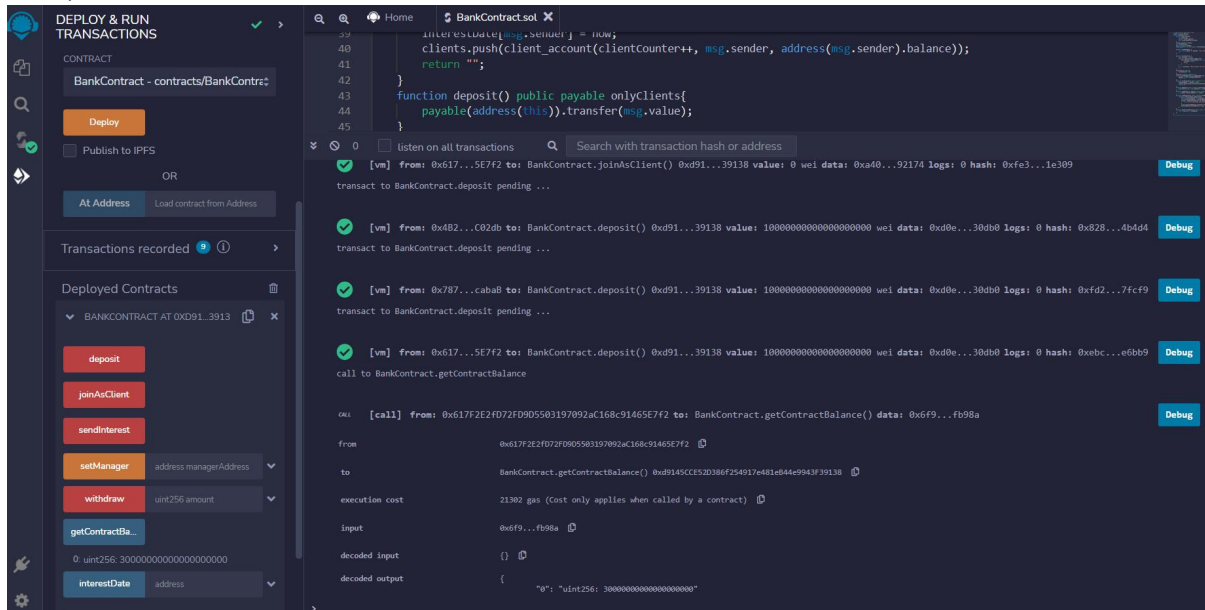 DEPLOY & RUN
TRANSACTIONS
CONTRACT
BankContract - contracts/BankContra
Deploy
Publish to IPFS
OR
At Address Load contract from Address
Transactions recorded 9
Deployed Contracts
BANKCONTRACT AT 0XD91...3913
deposit
joinAsClient
sendInterest
setManager address managerAddress
withdraw uint256 amount
getContractBa...
0: uint256: 30000000000000000000
interestDate address
Home BankContract.sol
39 interestDate[msg.sender] = now;
40 clients.push(client_account(clientCounter++, msg.sender, address(msg.sender).balance));
41 return "";
42 }
43 function deposit() public payable onlyClients{
44 payable(address(this)).transfer(msg.value);
45 }
0 listen on all transactions Search with transaction hash or address
[vm] from: 0x617...5E7f2 to: BankContract.joinAsClient() 0xd91...39138 value: 0 wei data: 0xa40...92174 logs: 0 hash: 0xfe3...1e309 Debug
transact to BankContract.deposit pending ...
[vm] from: 0x4B2...C02db to: BankContract.deposit() 0xd91...39138 value: 10000000000000000000 wei data: 0xd0e...30db0 logs: 0 hash: 0x828...4b4d4 Debug
transact to BankContract.deposit pending ...
[vm] from: 0x787...cabaB to: BankContract.deposit() 0xd91...39138 value: 10000000000000000000 wei data: 0xd0e...30db0 logs: 0 hash: 0xfd2...7fcf9 Debug
transact to BankContract.deposit pending ...
[vm] from: 0x617...5E7f2 to: BankContract.deposit() 0xd91...39138 value: 10000000000000000000 wei data: 0xd0e...30db0 logs: 0 hash: 0xebc...e6bb9 Debug
call to BankContract.getContractBalance
CALL [call] from: 0x617F2E2fD72FD9D5503197092aC168c91465E7f2 to: BankContract.getContractBalance() data: 0x6f9...fb98a Debug
from 0x617F2E2fD72FD9D5503197092aC168c91465E7f2
to BankContract.getContractBalance() 0xd9145CCE52D386f254917e481eB44e9943F39138
execution cost 21302 gas (Cost only applies when called by a contract)
input 0x6f9...fb98a
decoded input {}
decoded output {
"0": "uint256: 30000000000000000000"